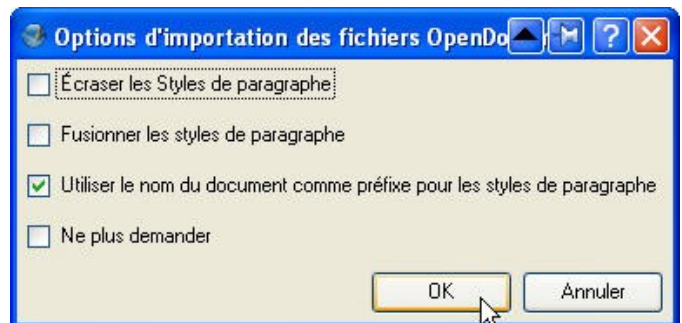 Options d'importation des fichiers OpenDo
Écraser les Styles de paragraphe
Fusionner les styles de paragraphe
Utiliser le nom du document comme préfixe pour les styles de paragraphe
Ne plus demander
OK
Annuler